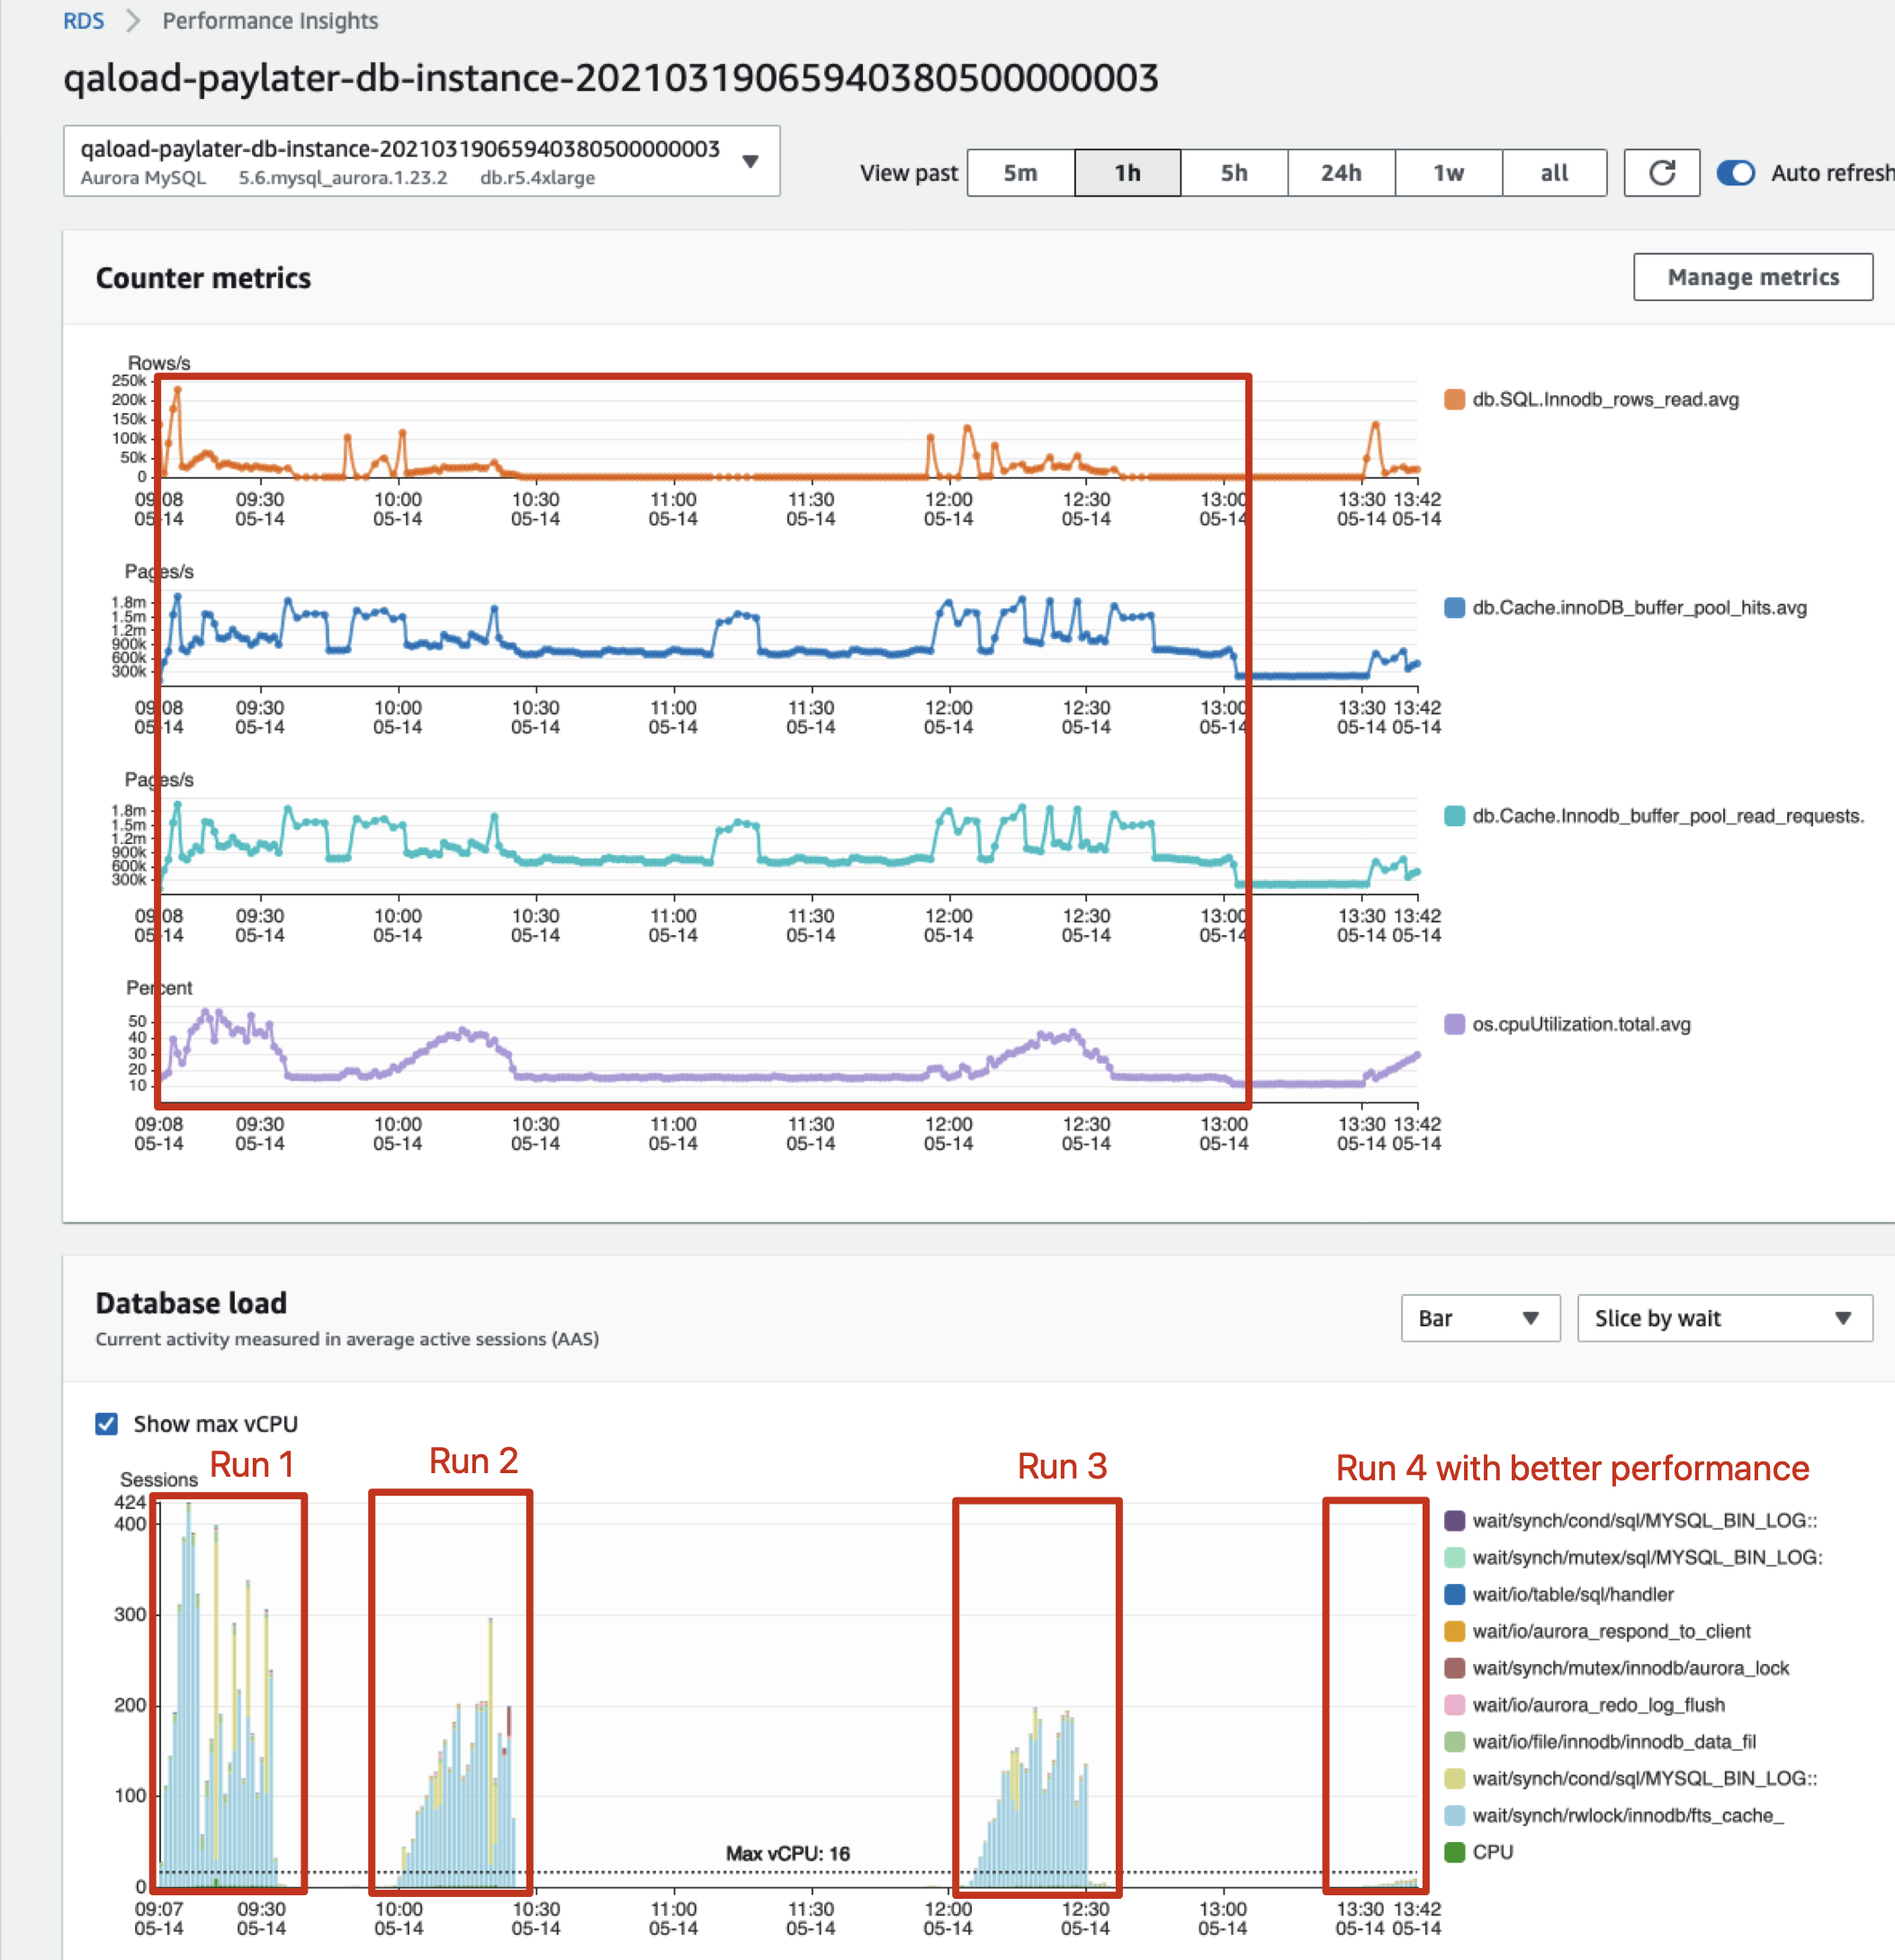 RDS > Performance Insights
qaload-paylater-db-instance-20210319065940380500000003
qaload-paylater-db-instance-20210319065940380500000003
Aurora MySQL 5.6.mysql_aurora.1.23.2 db.r5.4xlarge
View past 5m 1h 5h 24h 1w all Auto refresh
Counter metrics
Manage metrics
Rows/s
250k
200k
150k
100k
50k
0
db.SQL.Innodb_rows_read.avg
09:08 09:30 10:00 10:30 11:00 11:30 12:00 12:30 13:00 13:30 13:42
05-14 05-14 05-14 05-14 05-14 05-14 05-14 05-14 05-14 05-14 05-14
Pages/s
1.8m
1.5m
1.2m
900k
600k
300k
db.Cache.innoDB_buffer_pool_hits.avg
09:08 09:30 10:00 10:30 11:00 11:30 12:00 12:30 13:00 13:30 13:42
05-14 05-14 05-14 05-14 05-14 05-14 05-14 05-14 05-14 05-14 05-14
Pages/s
1.8m
1.5m
1.2m
900k
600k
300k
db.Cache.Innodb_buffer_pool_read_requests.
09:08 09:30 10:00 10:30 11:00 11:30 12:00 12:30 13:00 13:30 13:42
05-14 05-14 05-14 05-14 05-14 05-14 05-14 05-14 05-14 05-14 05-14
Percent
50
40
30
20
10
os.cpuUtilization.total.avg
09:08 09:30 10:00 10:30 11:00 11:30 12:00 12:30 13:00 13:30 13:42
05-14 05-14 05-14 05-14 05-14 05-14 05-14 05-14 05-14 05-14 05-14
Database load
Current activity measured in average active sessions (AAS)
Bar
Slice by wait
Show max vCPU
Run 1 Run 2 Run 3 Run 4 with better performance
Sessions
424
400
300
200
100
0
Max vCPU: 16
wait/synch/cond/sql/MYSQL_BIN_LOG::
wait/synch/mutex/sql/MYSQL_BIN_LOG:
wait/io/table/sql/handler
wait/io/aurora_respond_to_client
wait/synch/mutex/innodb/aurora_lock
wait/io/aurora_redo_log_flush
wait/io/file/innodb/innodb_data_fil
wait/synch/cond/sql/MYSQL_BIN_LOG::
wait/synch/rwlock/innodb/fts_cache_
CPU
09:07 09:30 10:00 10:30 11:00 11:30 12:00 12:30 13:00 13:30 13:42
05-14 05-14 05-14 05-14 05-14 05-14 05-14 05-14 05-14 05-14 05-14